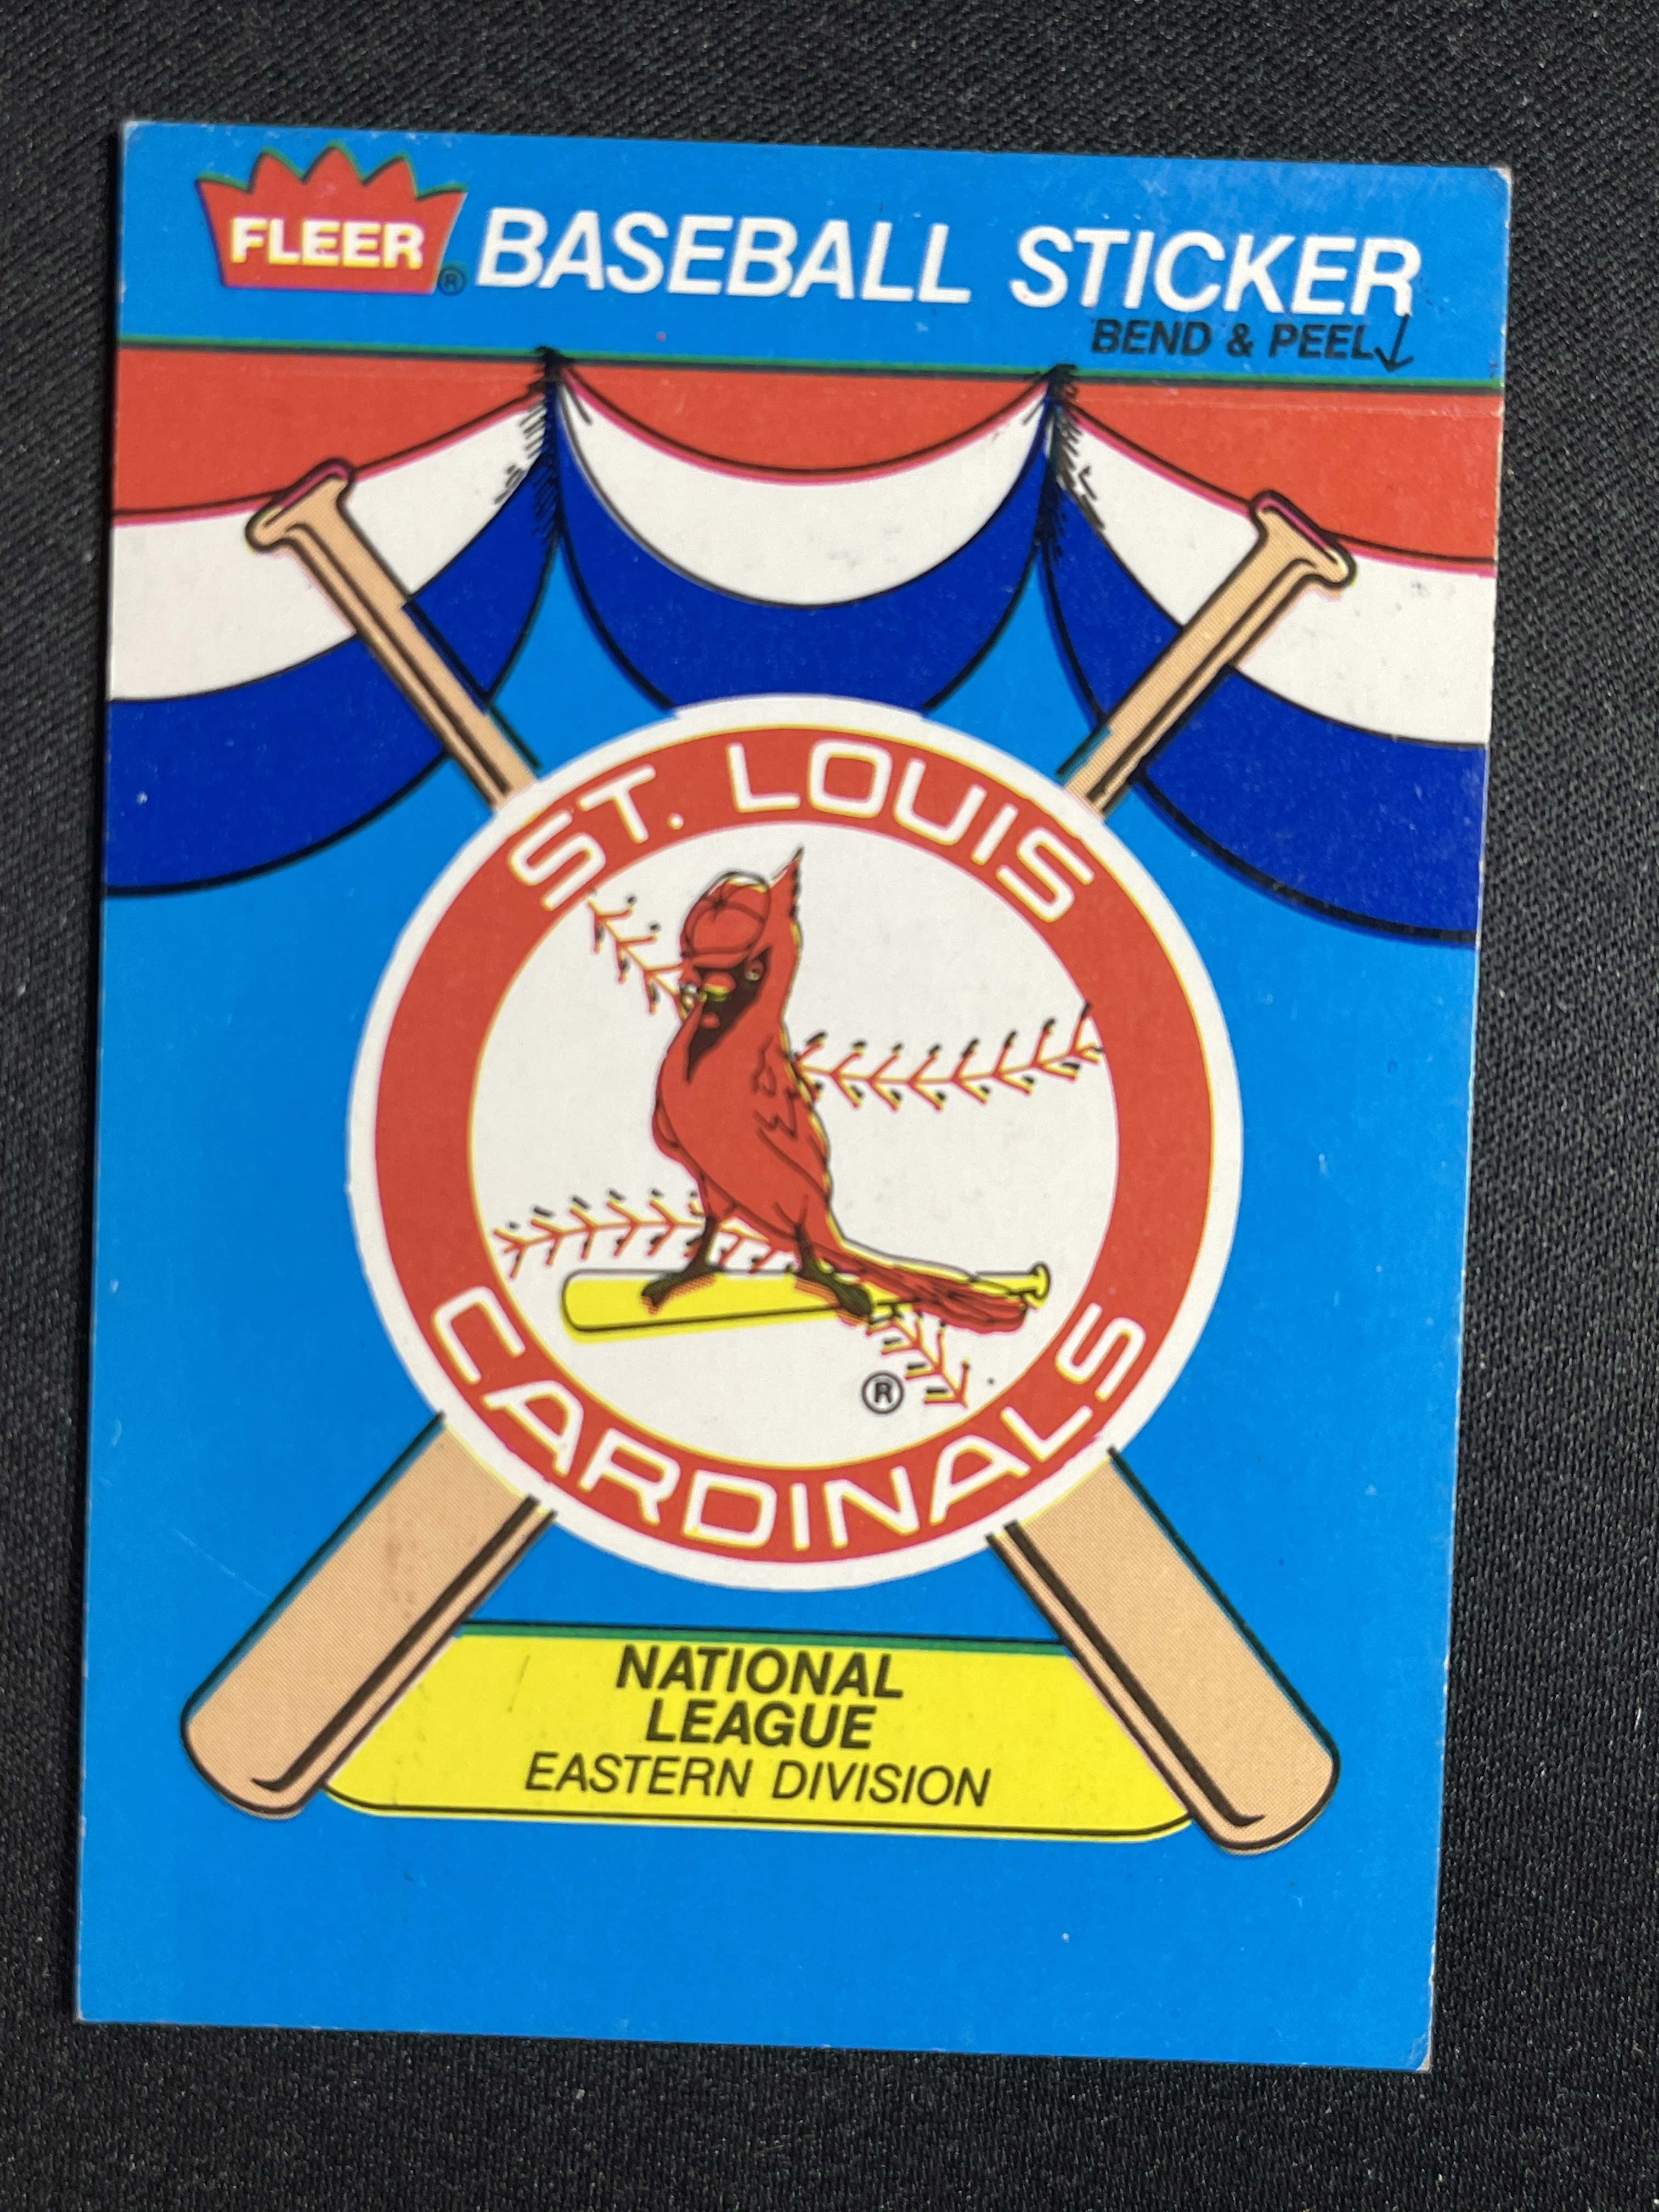 FLEER® BASEBALL STICKER
BEND & PEEL
ST. LOUIS
®
CARDINALS
NATIONAL
LEAGUE
EASTERN DIVISION